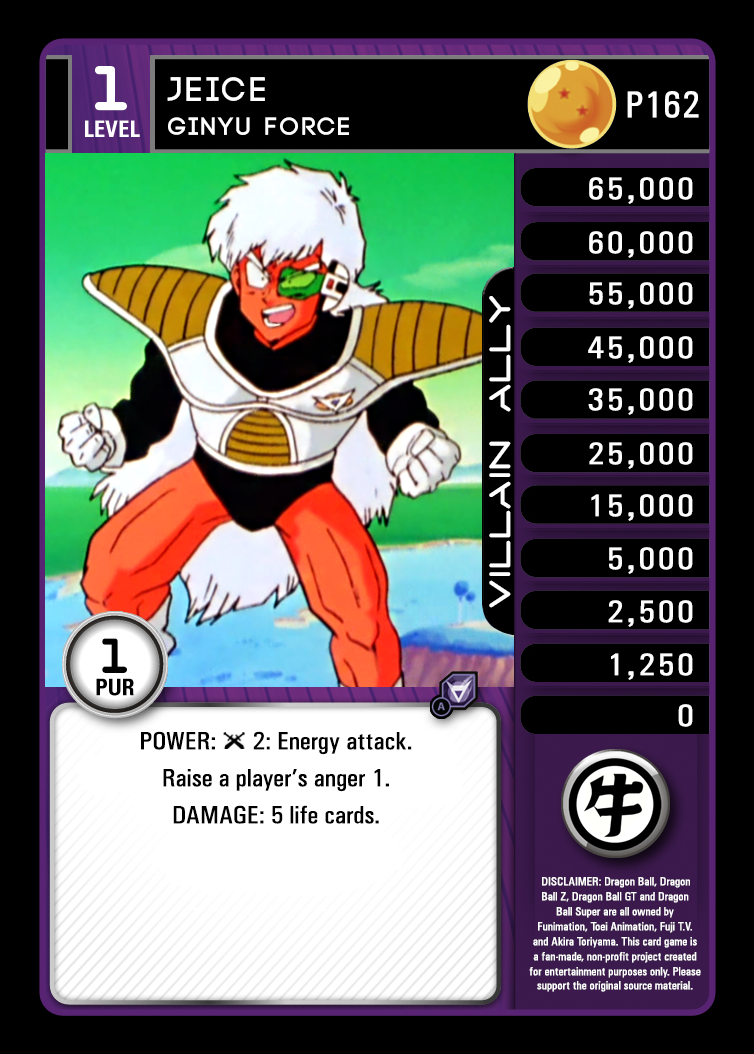 1
LEVEL
JEICE
GINYU FORCE
P162
65,000
60,000
55,000
45,000
35,000
25,000
15,000
5,000
2,500
1,250
0
VILLAIN ALLY
1
PUR
A
POWER: 2: Energy attack.
Raise a player's anger 1.
DAMAGE: 5 life cards.
牛
DISCLAIMER: Dragon Ball, Dragon
Ball Z, Dragon Ball GT and Dragon
Ball Super are all owned by
Funimation, Toei Animation, Fuji T.V.
and Akira Toriyama. This card game is
a fan-made, non-profit project created
for entertainment purposes only. Please
support the original source material.